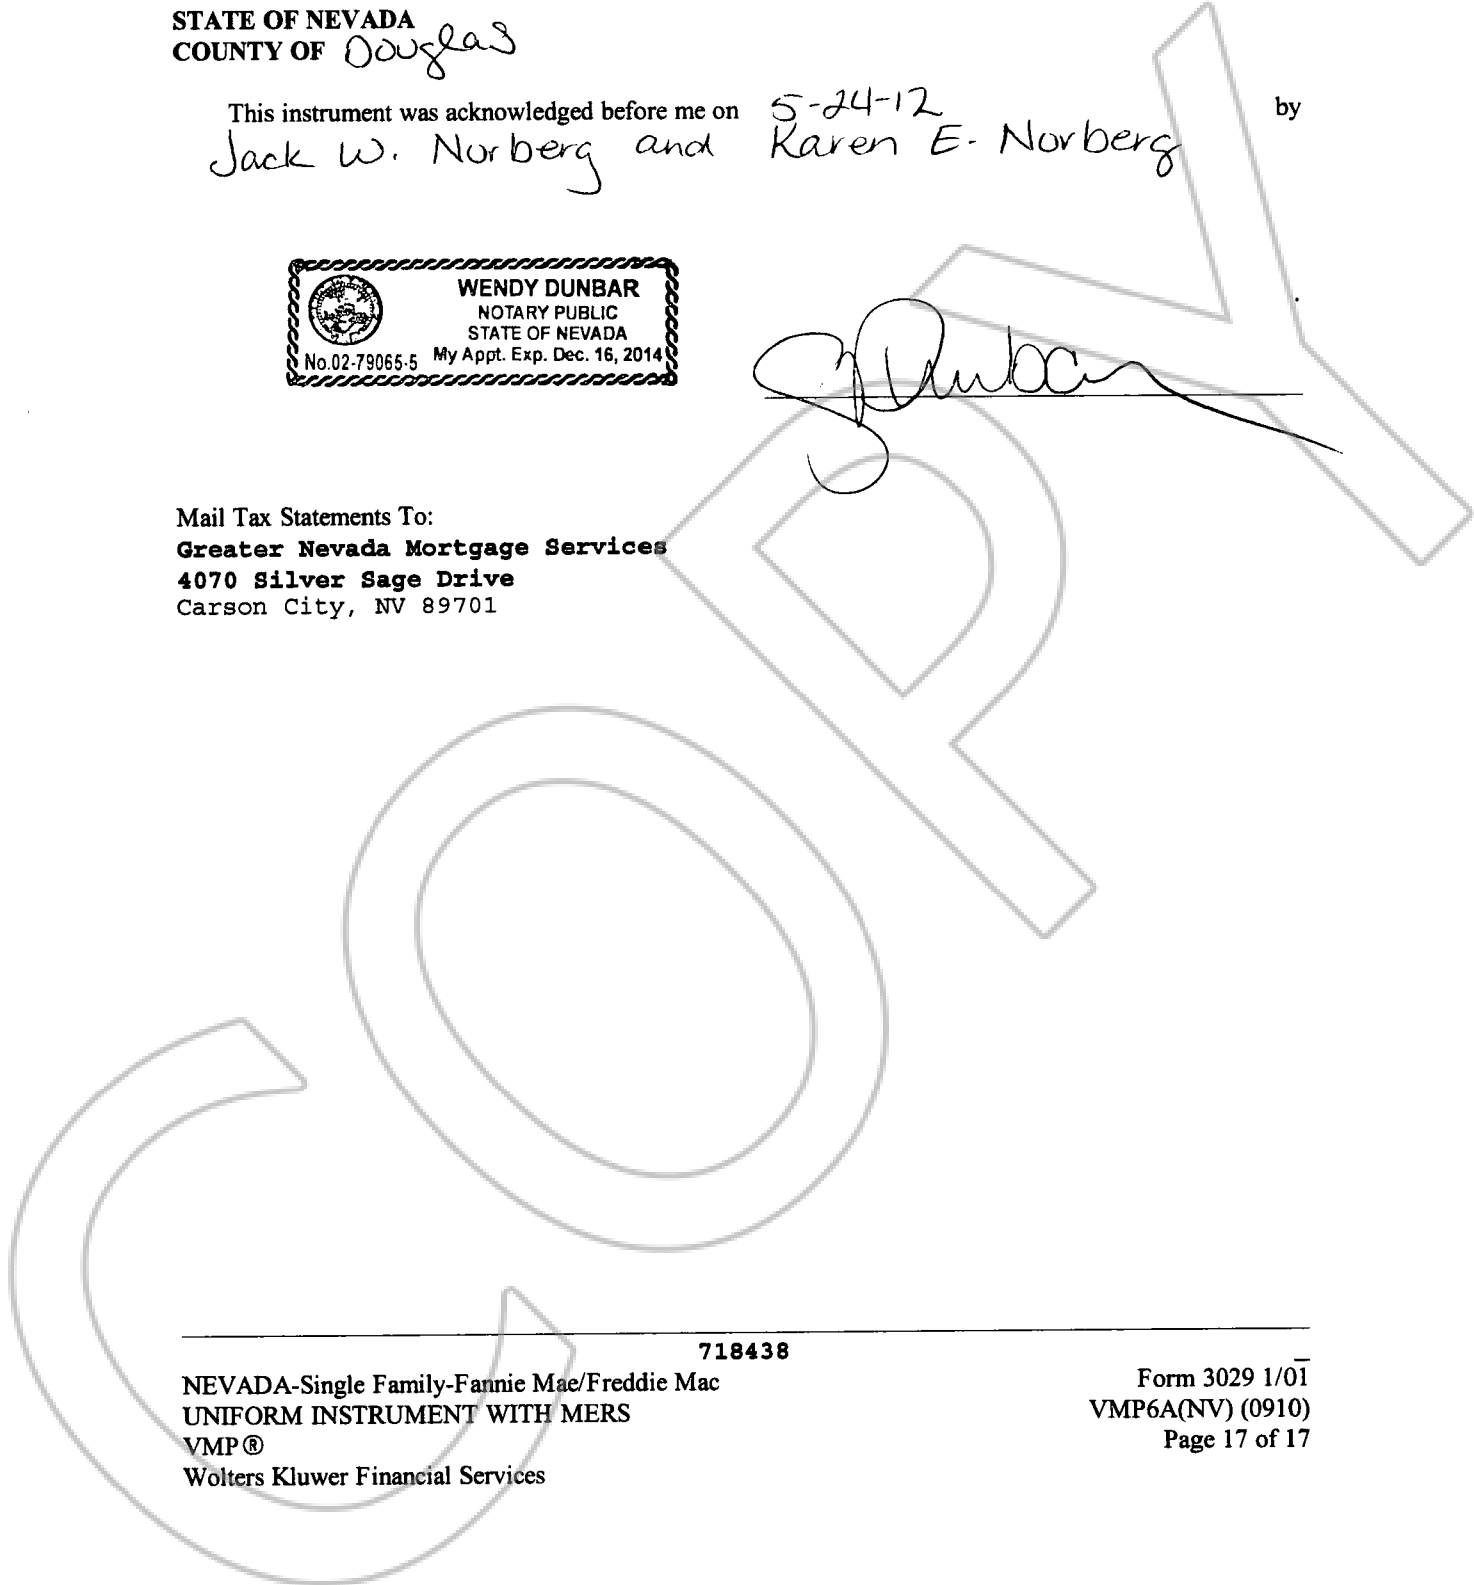 STATE OF NEVADA
COUNTY OF Douglas
This instrument was acknowledged before me on 5-24-12 by
Jack W. Norberg and Karen E. Norberg
WENDY DUNBAR
NOTARY PUBLIC
STATE OF NEVADA
No.02-79065-5 My Appt. Exp. Dec. 16, 2014
Mail Tax Statements To:
Greater Nevada Mortgage Services
4070 Silver Sage Drive
Carson City, NV 89701
COPY
718438
NEVADA-Single Family-Fannie Mae/Freddie Mac
UNIFORM INSTRUMENT WITH MERS
VMP®
Wolters Kluwer Financial Services
Form 3029 1/01
VMP6A(NV) (0910)
Page 17 of 17